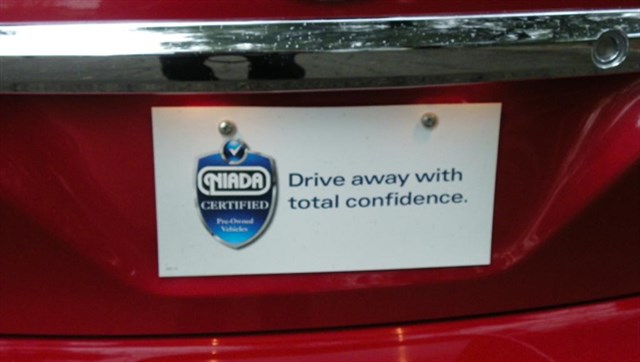 NIADA
CERTIFIED
Pre-Owned
Vehicles
Drive away with
total confidence.